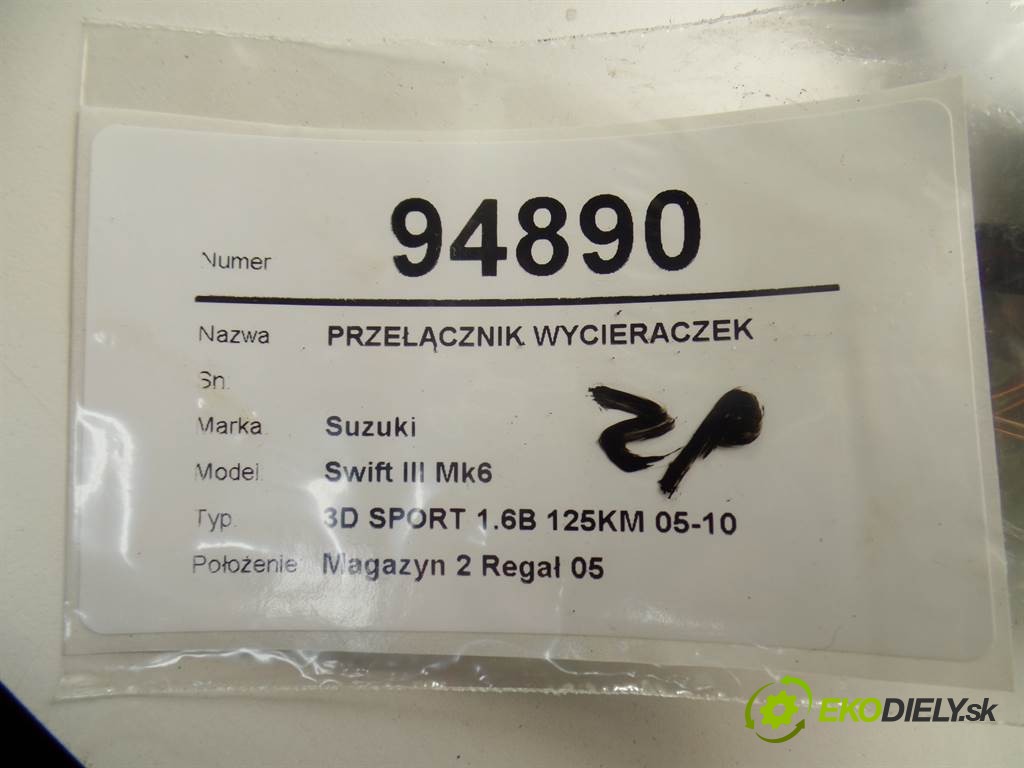 Numer 94890
Nazwa PRZEŁĄCZNIK WYCIERACZEK
Sn.
Marka Suzuki
ZP
Model Swift III Mk6
Typ. 3D SPORT 1.6B 125KM 05-10
Położenie Magazyn 2 Regał 05
EKODIELY.sk